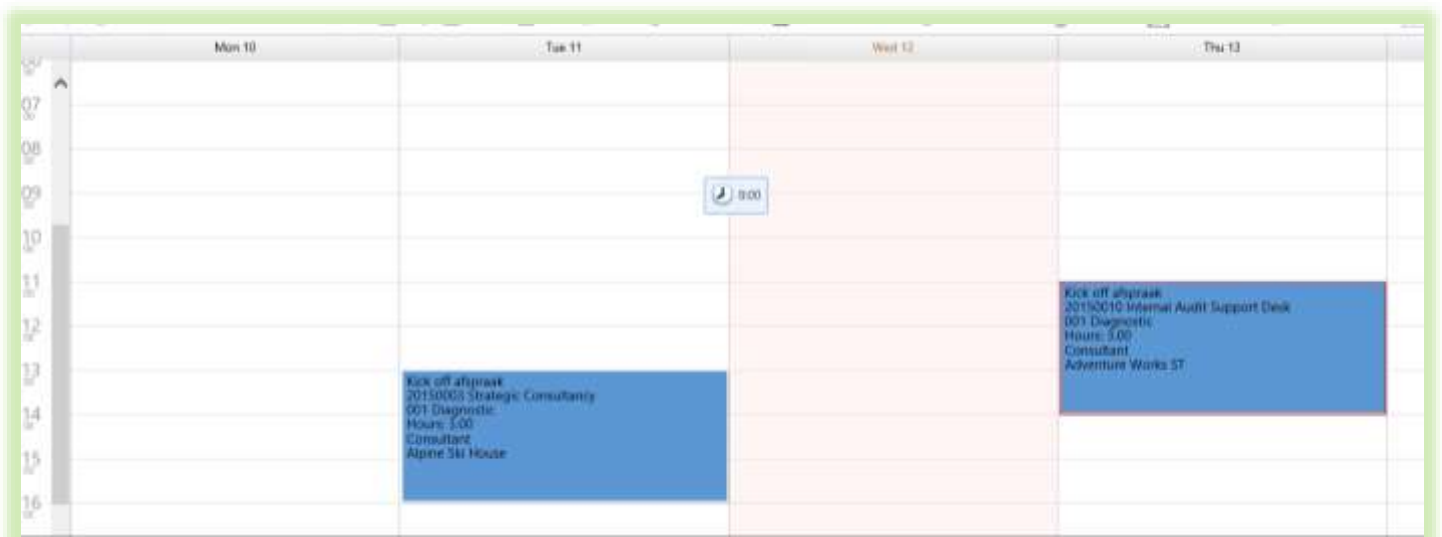 Mon 10
Tue 11
Wed 12
Thu 13
07
08
09
9:00
10
11
Kick off afspraak
20150010 Internal Audit Support Desk
001 Diagnostic
Hours: 3.00
Consultant
Adventure Works ST
12
13
Kick off afspraak
20150003 Strategic Consultancy
001 Diagnostic
Hours: 3.00
Consultant
Alpine Ski House
14
15
16